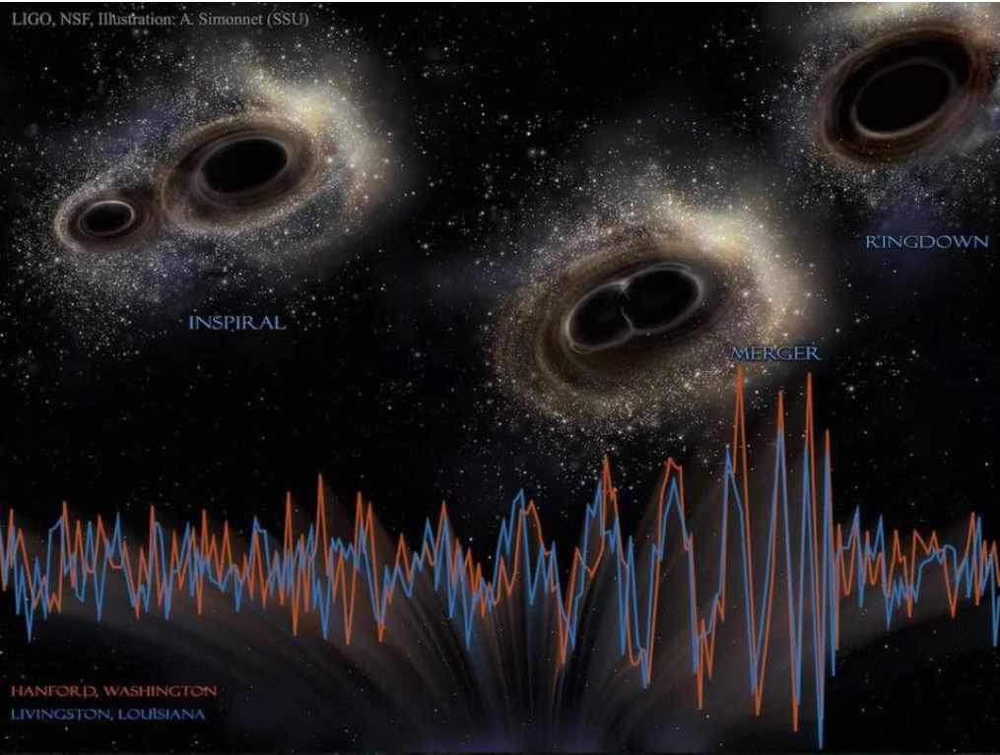 LIGO, NSF, Illustration: A. Simonnet (SSU)
RINGDOWN
INSPIRAL
MERGER
HANFORD, WASHINGTON
LIVINGSTON, LOUISIANA